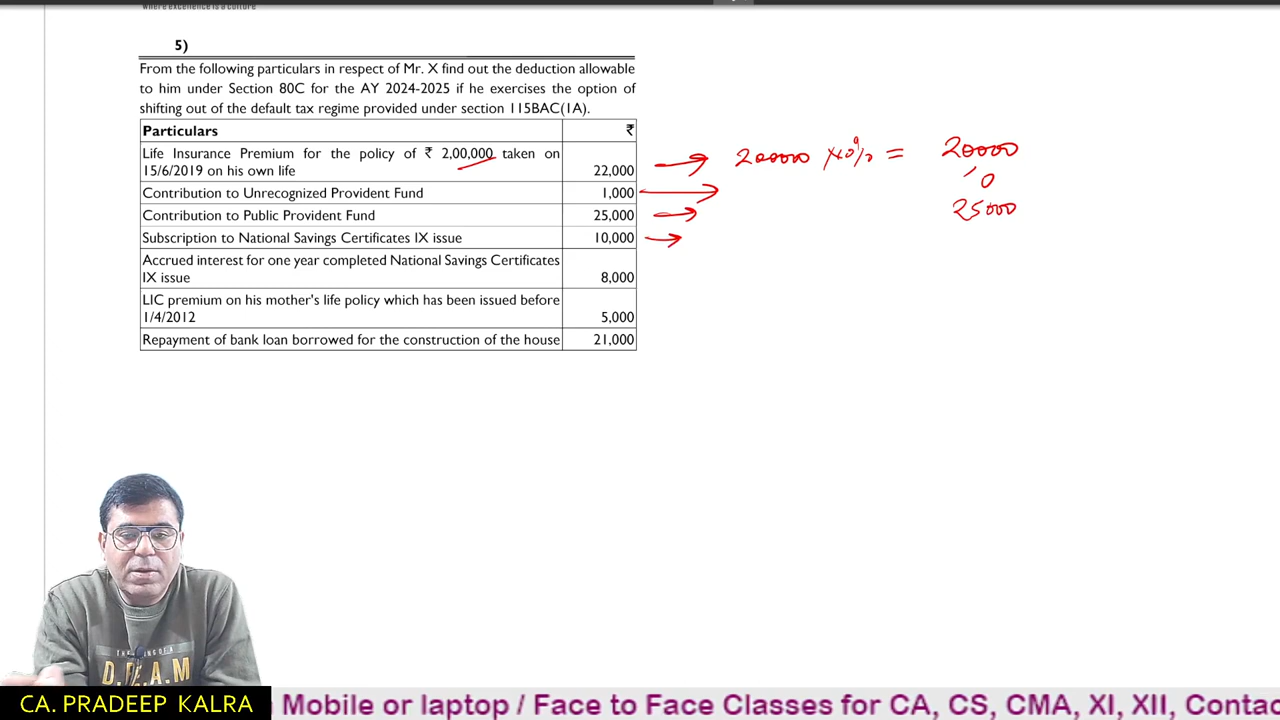 where excellence is a culture
5)
From the following particulars in respect of Mr. X find out the deduction allowable
to him under Section 80C for the AY 2024-2025 if he exercises the option of
shifting out of the default tax regime provided under section 115BAC(1A).
Particulars ₹
Life Insurance Premium for the policy of ₹ 2,00,000 taken on
15/6/2019 on his own life 22,000
Contribution to Unrecognized Provident Fund 1,000
Contribution to Public Provident Fund 25,000
Subscription to National Savings Certificates IX issue 10,000
Accrued interest for one year completed National Savings Certificates
IX issue 8,000
LIC premium on his mother's life policy which has been issued before
1/4/2012 5,000
Repayment of bank loan borrowed for the construction of the house 21,000
200000 x10% = 20000
0
25000
D EAM
CA. PRADEEP KALRA
Mobile or laptop / Face to Face Classes for CA, CS, CMA, XI, XII, Contac